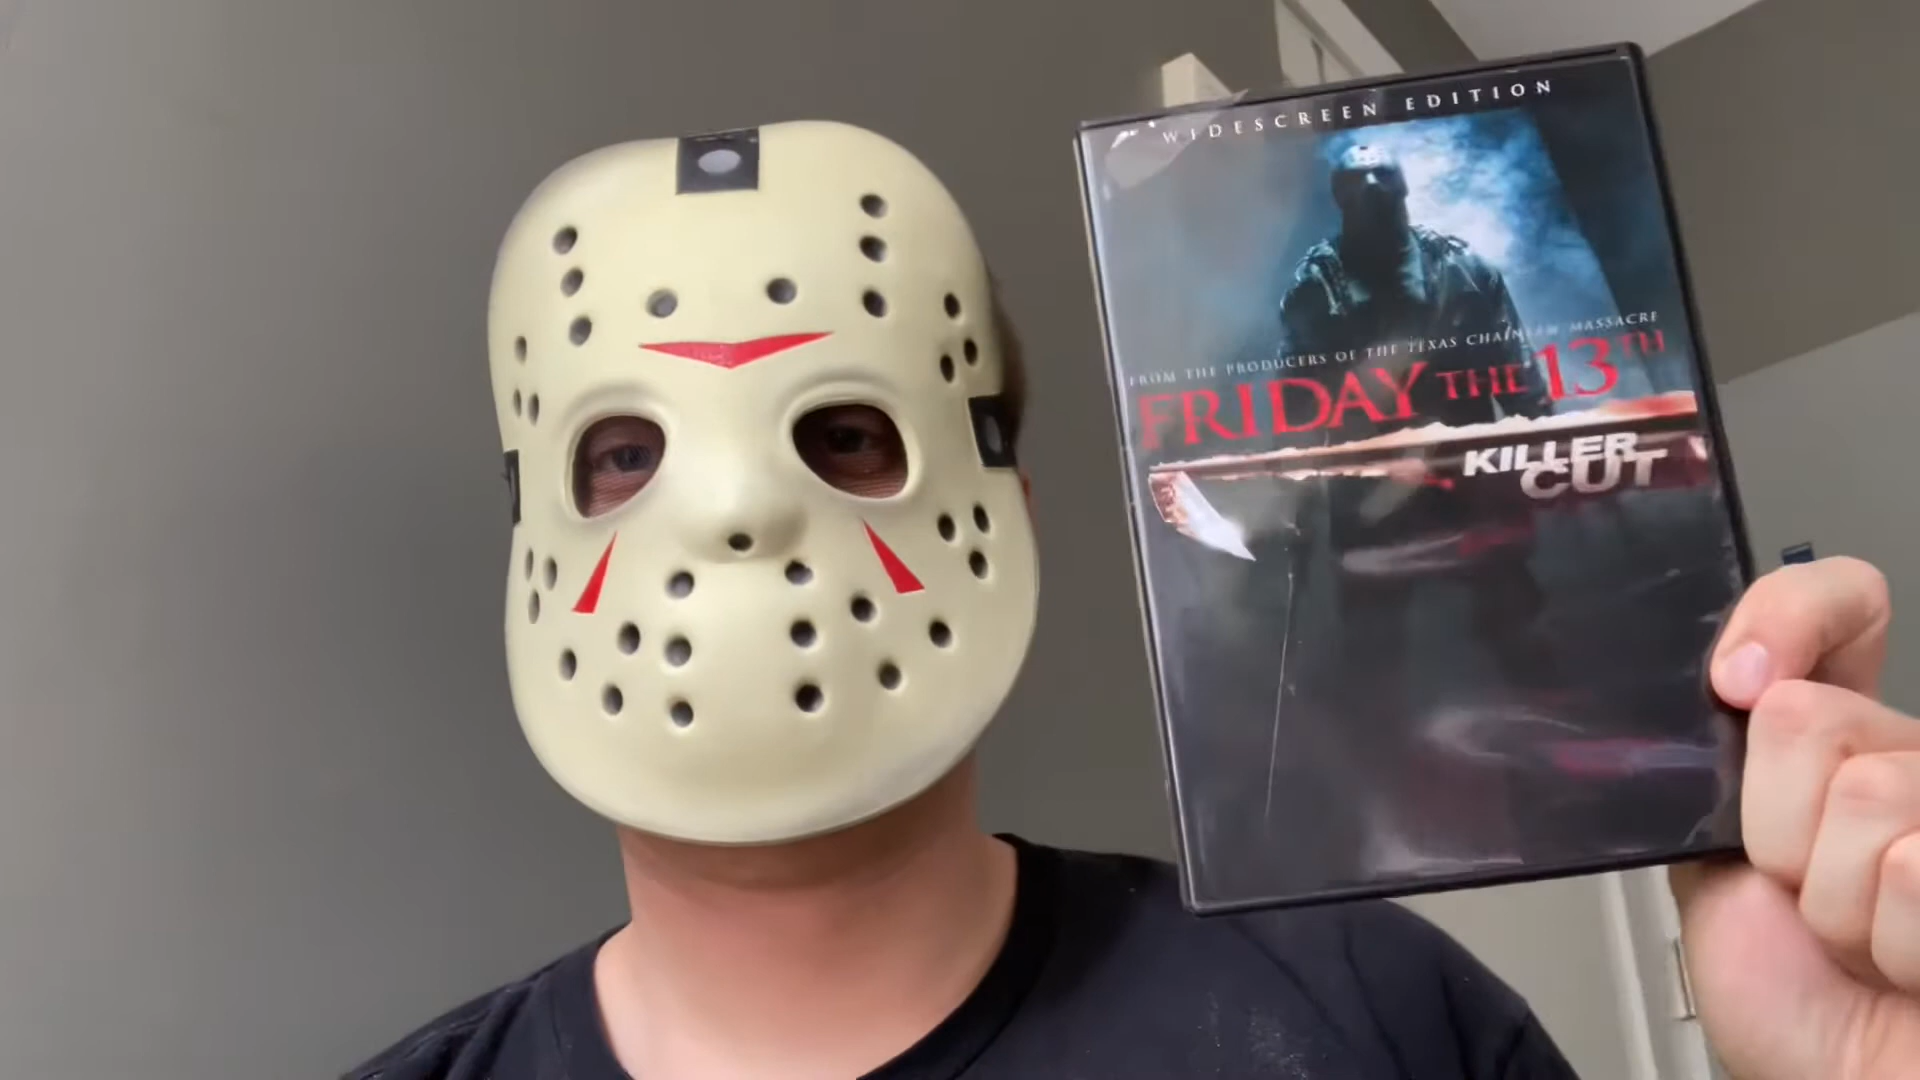 WIDESCREEN EDITION
FROM THE PRODUCERS OF THE TEXAS CHAINSAW MASSACRE
FRIDAY THE 13TH
KILLER
CUT